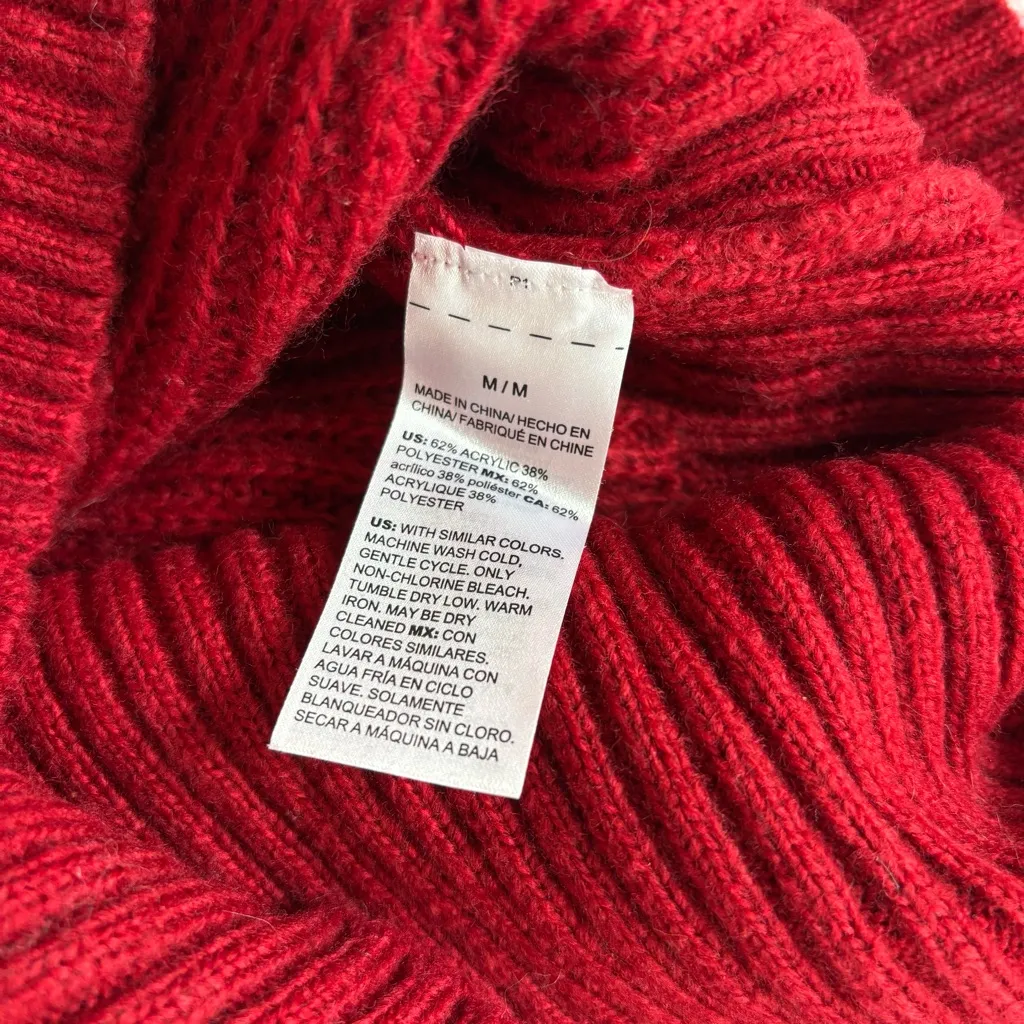 P1
M / M
MADE IN CHINA/ HECHO EN
CHINA/ FABRIQUÉ EN CHINE
US: 62% ACRYLIC 38%
POLYESTER MX: 62%
acrílico 38% poliéster CA: 62%
ACRYLIQUE 38%
POLYESTER
US: WITH SIMILAR COLORS.
MACHINE WASH COLD,
GENTLE CYCLE. ONLY
NON-CHLORINE BLEACH.
TUMBLE DRY LOW. WARM
IRON. MAY BE DRY
CLEANED MX: CON
COLORES SIMILARES.
LAVAR A MÁQUINA CON
AGUA FRÍA EN CICLO
SUAVE. SOLAMENTE
BLANQUEADOR SIN CLORO.
SECAR A MÁQUINA A BAJA